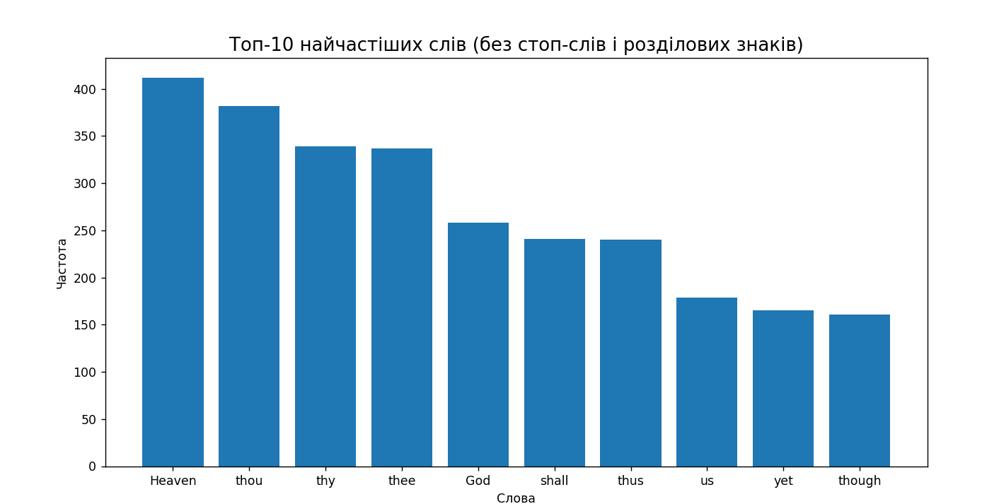 Топ-10 найчастіших слів (без стоп-слів і розділових знаків)
400
350
300
250
200
150
100
50
0
Частота
Heaven thou thy thee God shall thus us yet though
Слова